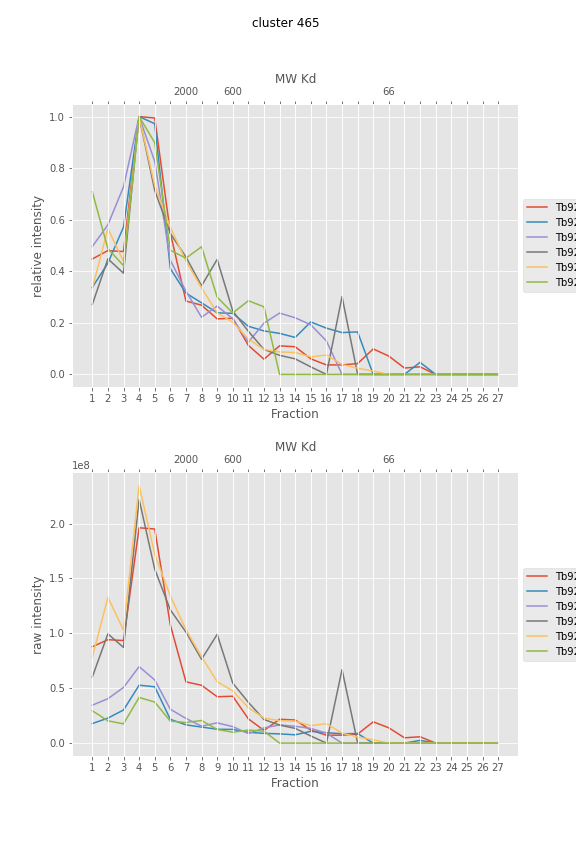 cluster 465
MW Kd
2000 600 66
1.0
0.8
0.6
0.4
0.2
0.0
relative intensity
Tb92
Tb92
Tb92
Tb92
Tb92
Tb92
1 2 3 4 5 6 7 8 9 10 11 12 13 14 15 16 17 18 19 20 21 22 23 24 25 26 27
Fraction
MW Kd
2000 600 66
1e8
2.0
1.5
1.0
0.5
0.0
raw intensity
Tb92
Tb92
Tb92
Tb92
Tb92
Tb92
1 2 3 4 5 6 7 8 9 10 11 12 13 14 15 16 17 18 19 20 21 22 23 24 25 26 27
Fraction